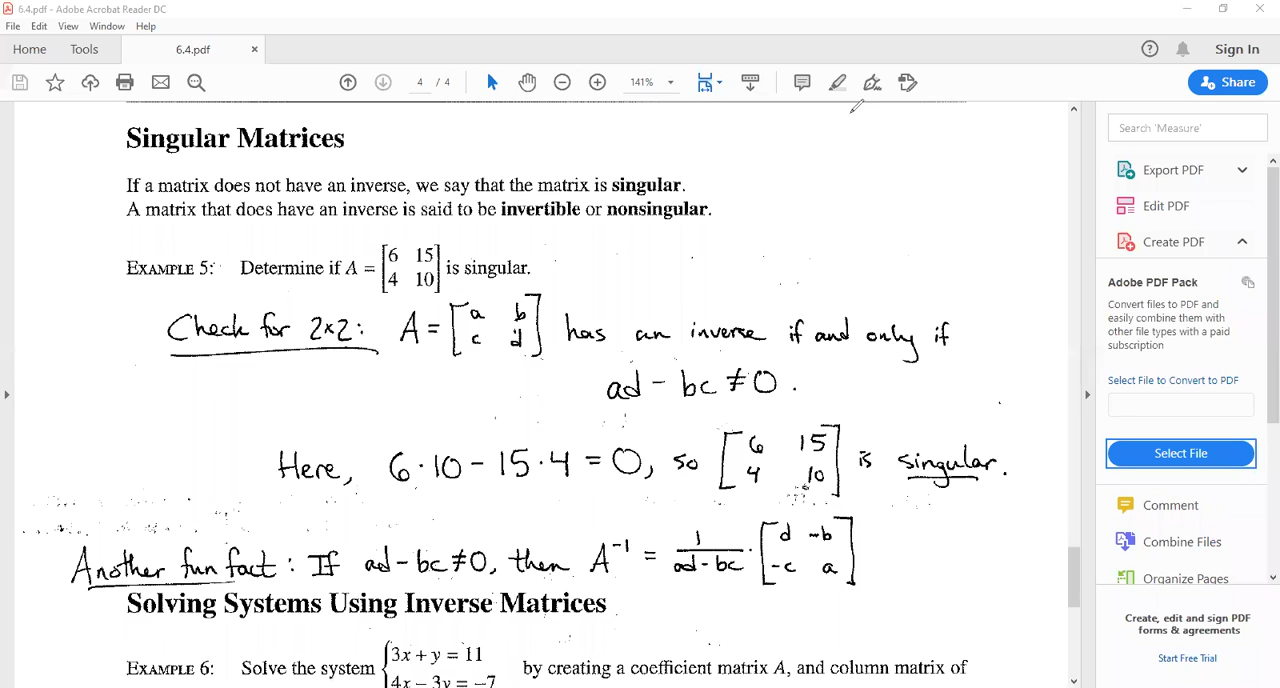 6.4.pdf - Adobe Acrobat Reader DC
File Edit View Window Help
Home Tools 6.4.pdf × Sign In
4 / 4 141% Share
Singular Matrices
If a matrix does not have an inverse, we say that the matrix is singular.
A matrix that does have an inverse is said to be invertible or nonsingular.
EXAMPLE 5: Determine if A = [6 15; 4 10] is singular.
Check for 2×2: A = [a b; c d] has an inverse if and only if
ad - bc ≠ 0.
Here, 6·10 - 15·4 = 0, so [6 15; 4 10] is singular.
Another fun fact: If ad - bc ≠ 0, then A⁻¹ = 1/(ad - bc) · [d -b; -c a]
Solving Systems Using Inverse Matrices
EXAMPLE 6: Solve the system { 3x + y = 11
4x - 3y = -7
by creating a coefficient matrix A, and column matrix of
Search 'Measure'
Export PDF
Edit PDF
Create PDF
Adobe PDF Pack
Convert files to PDF and
easily combine them with
other file types with a paid
subscription
Select File to Convert to PDF
Select File
Comment
Combine Files
Organize Pages
Create, edit and sign PDF
forms & agreements
Start Free Trial